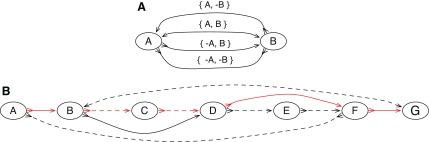 A
{ A, -B }
{ A, B }
A
B
{ -A, B }
{ -A, -B }
B
A
B
C
D
E
F
G